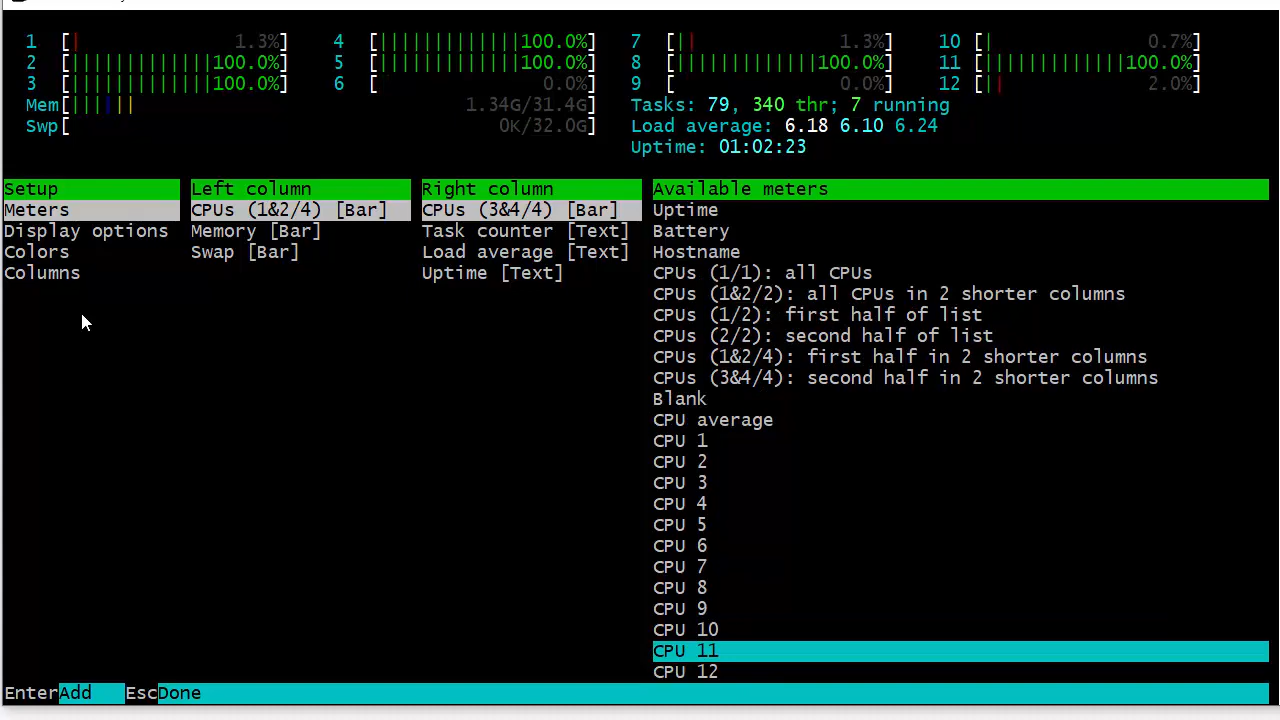 1 [| 1.3%] 4 [|||||||||||||100.0%] 7 [|| 1.3%] 10 [| 0.7%]
2 [|||||||||||||100.0%] 5 [|||||||||||||100.0%] 8 [|||||||||||||100.0%] 11 [|||||||||||||100.0%]
3 [|||||||||||||100.0%] 6 [ 0.0%] 9 [ 0.0%] 12 [|| 2.0%]
Mem[|||||| 1.34G/31.4G] Tasks: 79, 340 thr; 7 running
Swp[ 0K/32.0G] Load average: 6.18 6.10 6.24
Uptime: 01:02:23
Setup Left column Right column Available meters
Meters CPUs (1&2/4) [Bar] CPUs (3&4/4) [Bar] Uptime
Display options Memory [Bar] Task counter [Text] Battery
Colors Swap [Bar] Load average [Text] Hostname
Columns Uptime [Text] CPUs (1/1): all CPUs
CPUs (1&2/2): all CPUs in 2 shorter columns
CPUs (1/2): first half of list
CPUs (2/2): second half of list
CPUs (1&2/4): first half in 2 shorter columns
CPUs (3&4/4): second half in 2 shorter columns
Blank
CPU average
CPU 1
CPU 2
CPU 3
CPU 4
CPU 5
CPU 6
CPU 7
CPU 8
CPU 9
CPU 10
CPU 11
CPU 12
EnterAdd EscDone